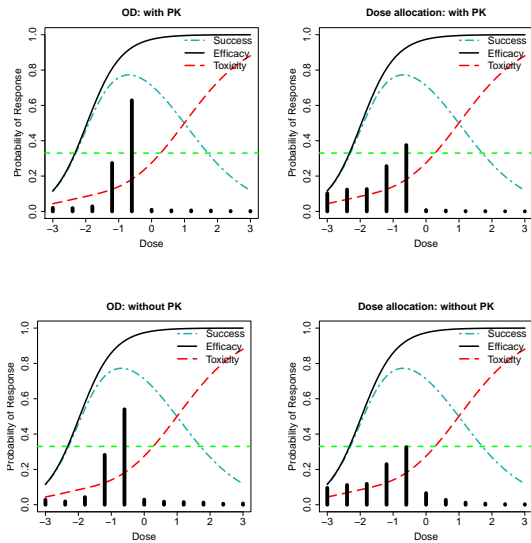 OD: with PK
Probability of Response
1.0
0.8
0.6
0.4
0.2
0.0
Success
Efficacy
Toxicity
−3 −2 −1 0 1 2 3
Dose
Dose allocation: with PK
Probability of Response
1.0
0.8
0.6
0.4
0.2
0.0
Success
Efficacy
Toxicity
−3 −2 −1 0 1 2 3
Dose
OD: without PK
Probability of Response
1.0
0.8
0.6
0.4
0.2
0.0
Success
Efficacy
Toxicity
−3 −2 −1 0 1 2 3
Dose
Dose allocation: without PK
Probability of Response
1.0
0.8
0.6
0.4
0.2
0.0
Success
Efficacy
Toxicity
−3 −2 −1 0 1 2 3
Dose